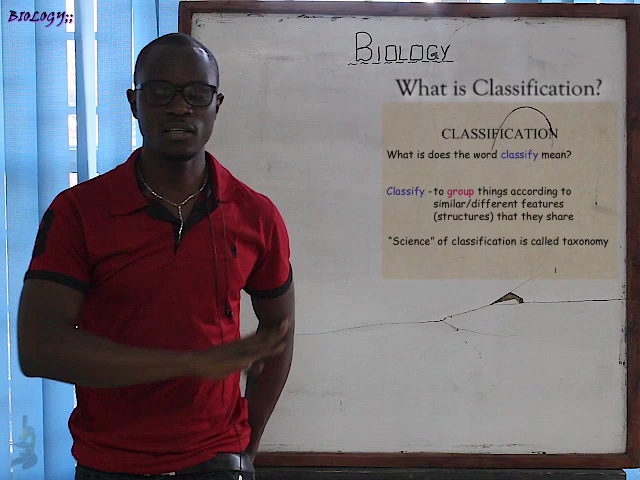 BIOLOGY;;
BIOLOGY
What is Classification?
CLASSIFICATION
What is does the word classify mean?
Classify -to group things according to
similar/different features
(structures) that they share
“Science” of classification is called taxonomy